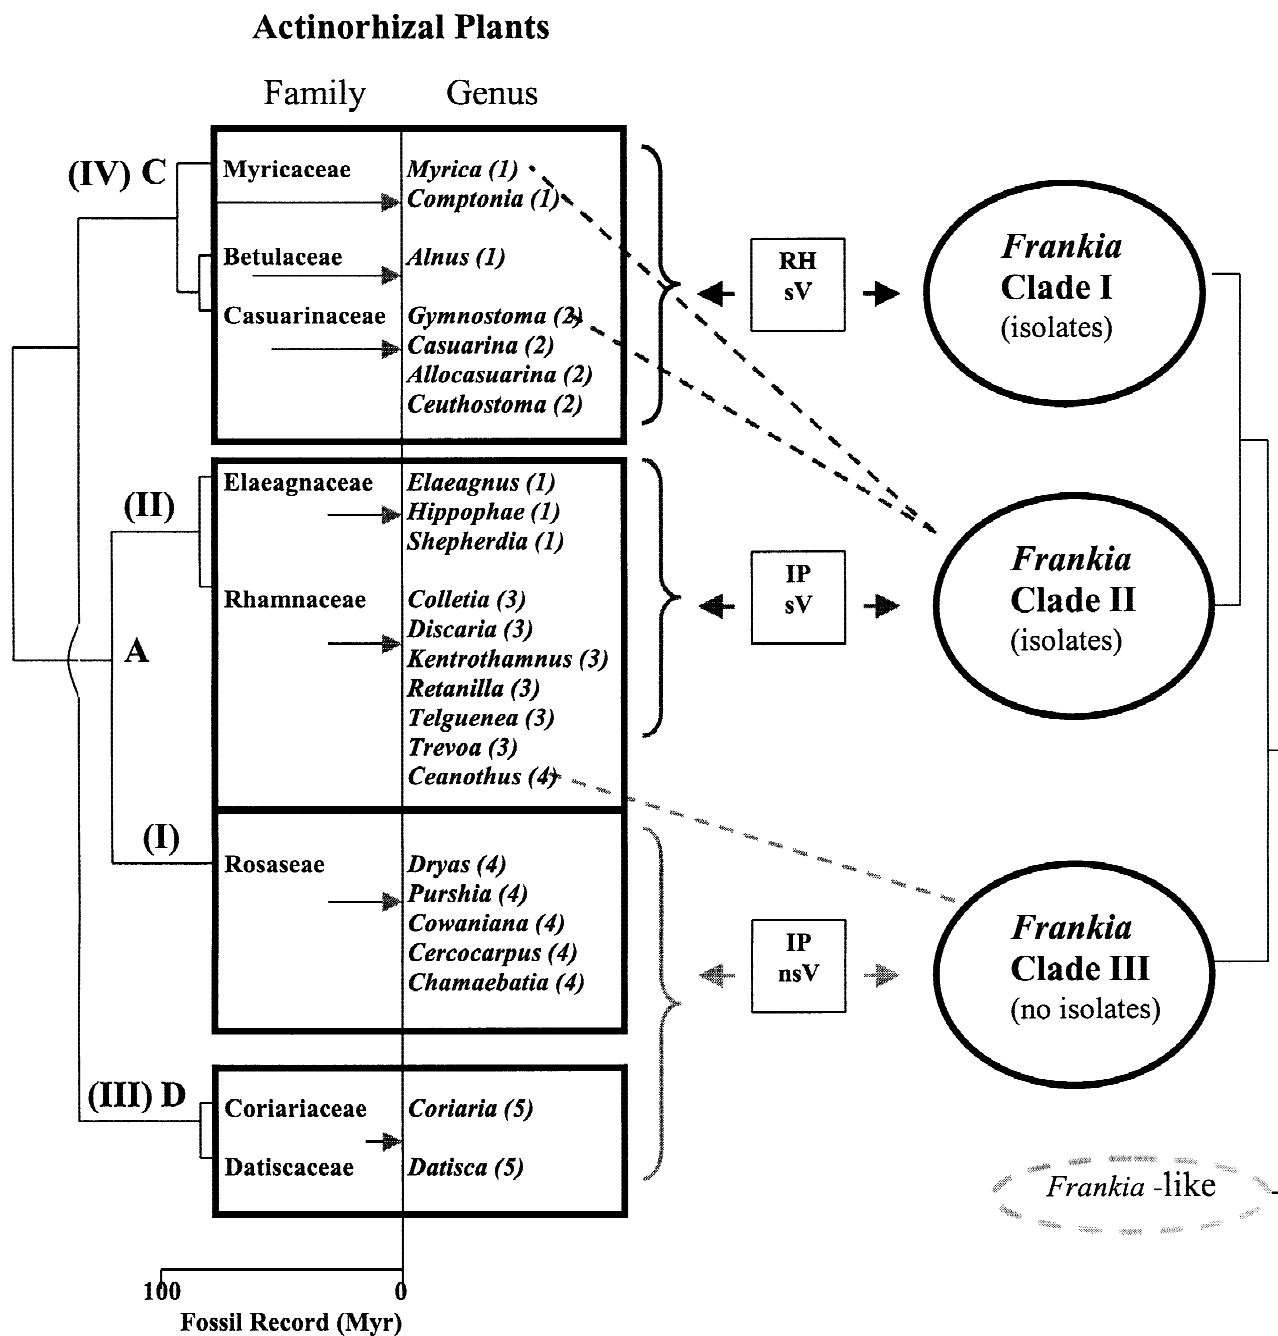 Actinorhizal Plants
Family Genus
(IV) C
Myricaceae Myrica (1)
Comptonia (1)
Betulaceae Alnus (1)
Casuarinaceae Gymnostoma (2)
Casuarina (2)
Allocasuarina (2)
Ceuthostoma (2)
RH
sV
Frankia
Clade I
(isolates)
(II)
Elaeagnaceae Elaeagnus (1)
Hippophae (1)
Shepherdia (1)
Rhamnaceae Colletia (3)
Discaria (3)
Kentrothamnus (3)
Retanilla (3)
Telguenea (3)
Trevoa (3)
Ceanothus (4)
A
IP
sV
Frankia
Clade II
(isolates)
(I)
Rosaseae Dryas (4)
Purshia (4)
Cowaniana (4)
Cercocarpus (4)
Chamaebatia (4)
IP
nsV
Frankia
Clade III
(no isolates)
(III) D
Coriariaceae Coriaria (5)
Datiscaceae Datisca (5)
Frankia -like
100 0
Fossil Record (Myr)